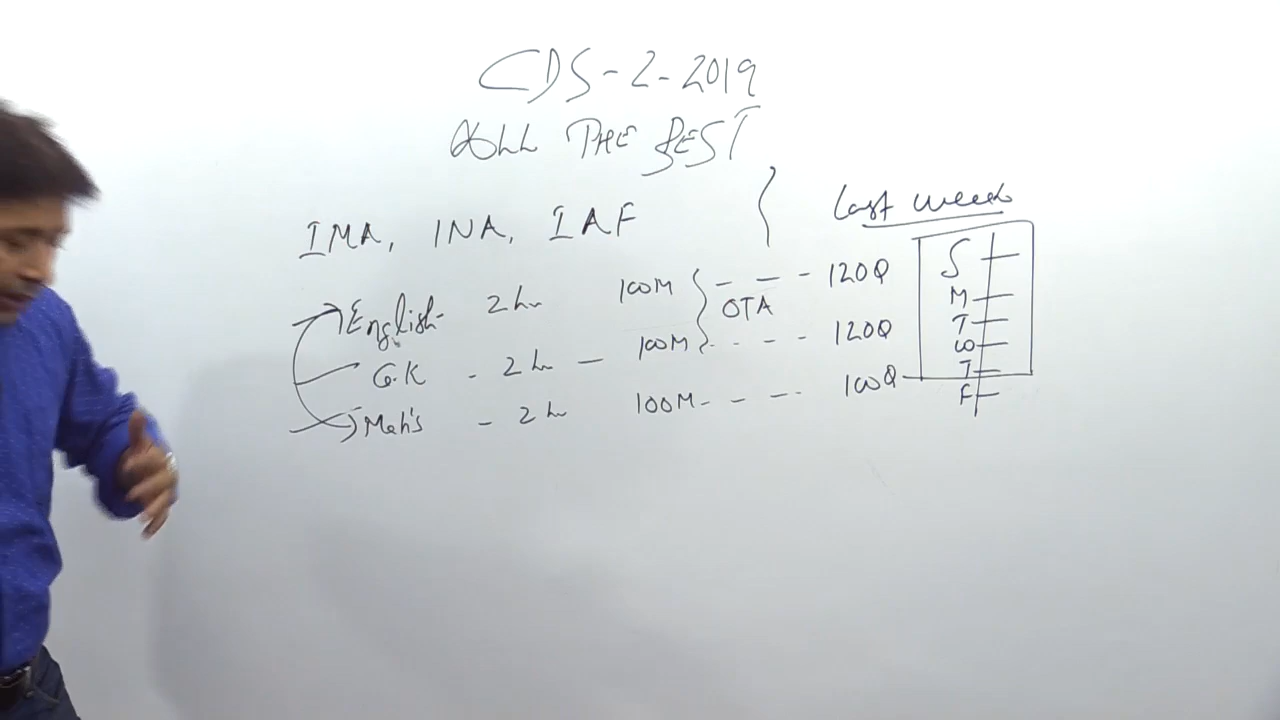 CDS-2-2019
ALL THE BEST
IMA, INA, IAF
English- 2 hr 100M - - - 120Q
OTA
G.K - 2 hr - 100M - - - - 120Q
Math's - 2 hr 100M - - - - 100Q
Last week
S
M
T
W
T
F